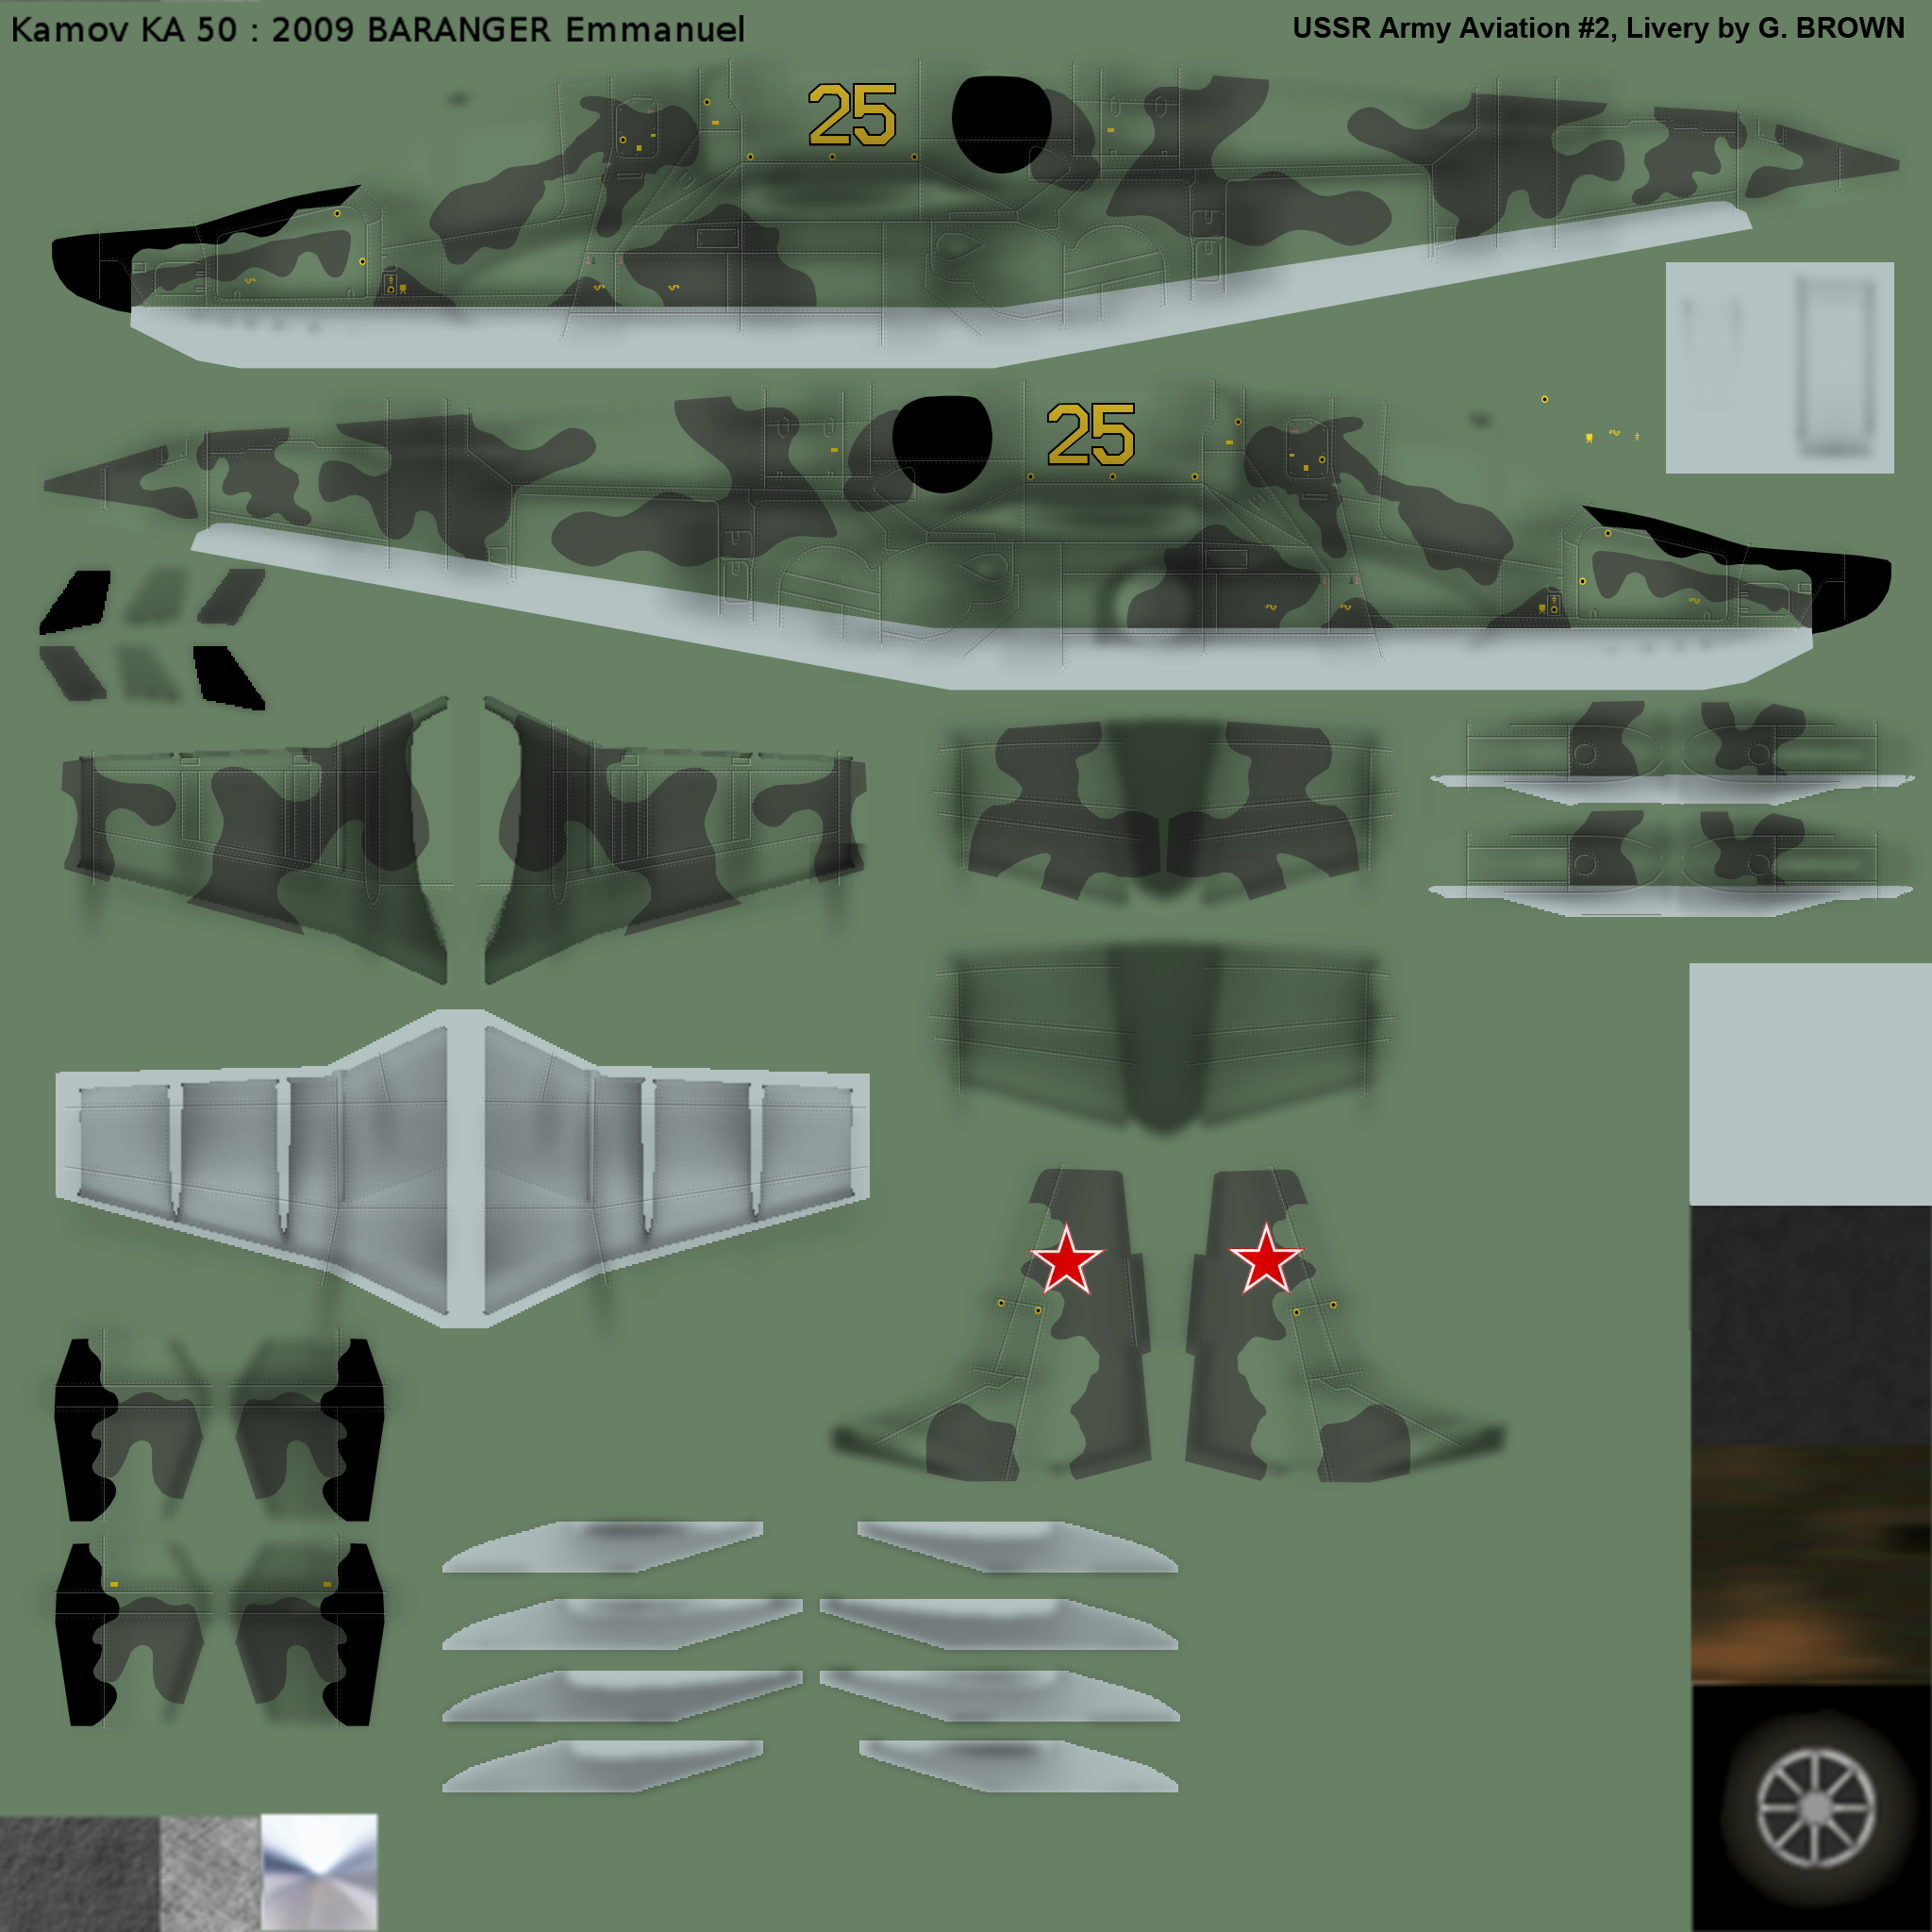 Kamov KA 50 : 2009 BARANGER Emmanuel
USSR Army Aviation #2, Livery by G. BROWN
25
25